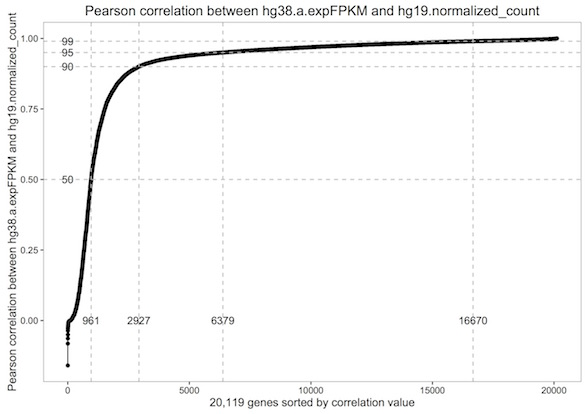 Pearson correlation between hg38.a.expFPKM and hg19.normalized_count
Pearson correlation between hg38.a.expFPKM and hg19.normalized_count
1.00
0.75
0.50
0.25
0.00
99
95
90
50
961 2927 6379 16670
0 5000 10000 15000 20000
20,119 genes sorted by correlation value